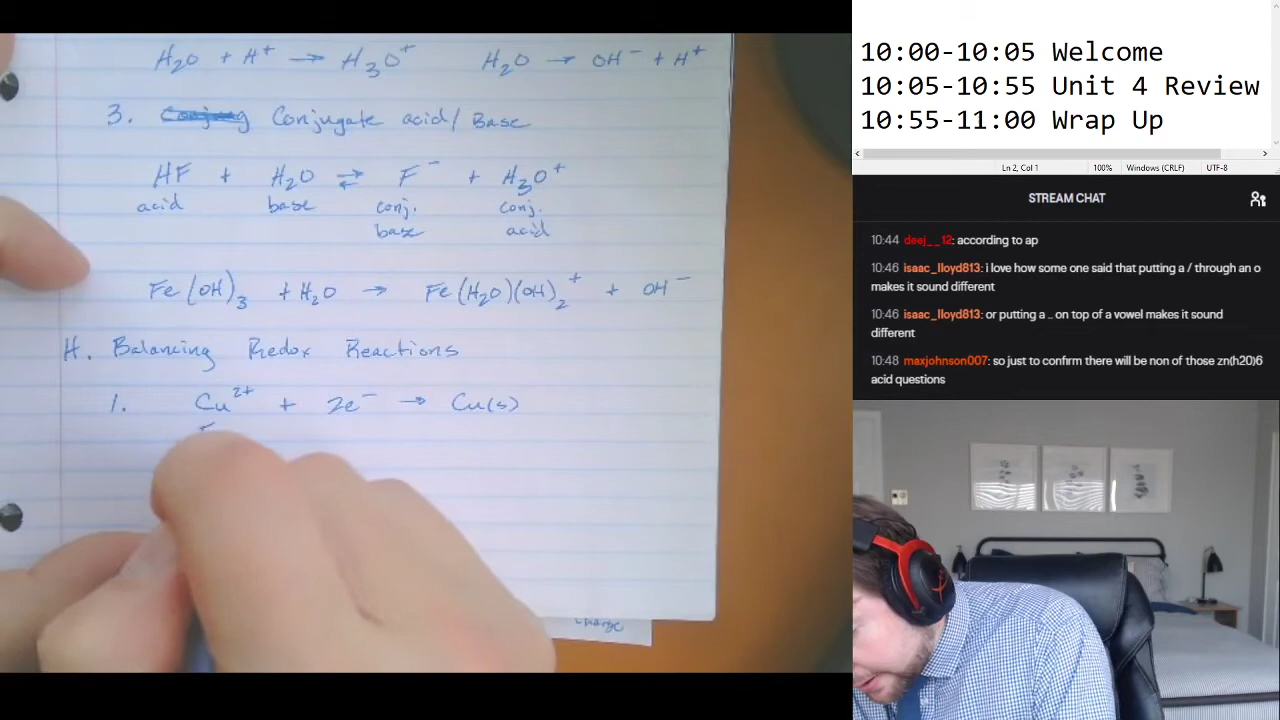 H2O + H+ → H3O+ H2O → OH− + H+
3. Conjugate acid/Base
HF + H2O ⇌ F− + H3O+
acid base conj. base conj. acid
Fe(OH)3 + H2O → Fe(H2O)(OH)2+ + OH−
H. Balancing Redox Reactions
1. Cu2+ + 2e− → Cu(s)
charge
10:00-10:05 Welcome
10:05-10:55 Unit 4 Review
10:55-11:00 Wrap Up
Ln 2, Col 1 100% Windows (CRLF) UTF-8
STREAM CHAT
10:44 deej__12: according to ap
10:46 isaac_lloyd813: i love how some one said that putting a / through an o
makes it sound different
10:46 isaac_lloyd813: or putting a .. on top of a vowel makes it sound
different
10:48 maxjohnson007: so just to confirm there will be non of those zn(h20)6
acid questions